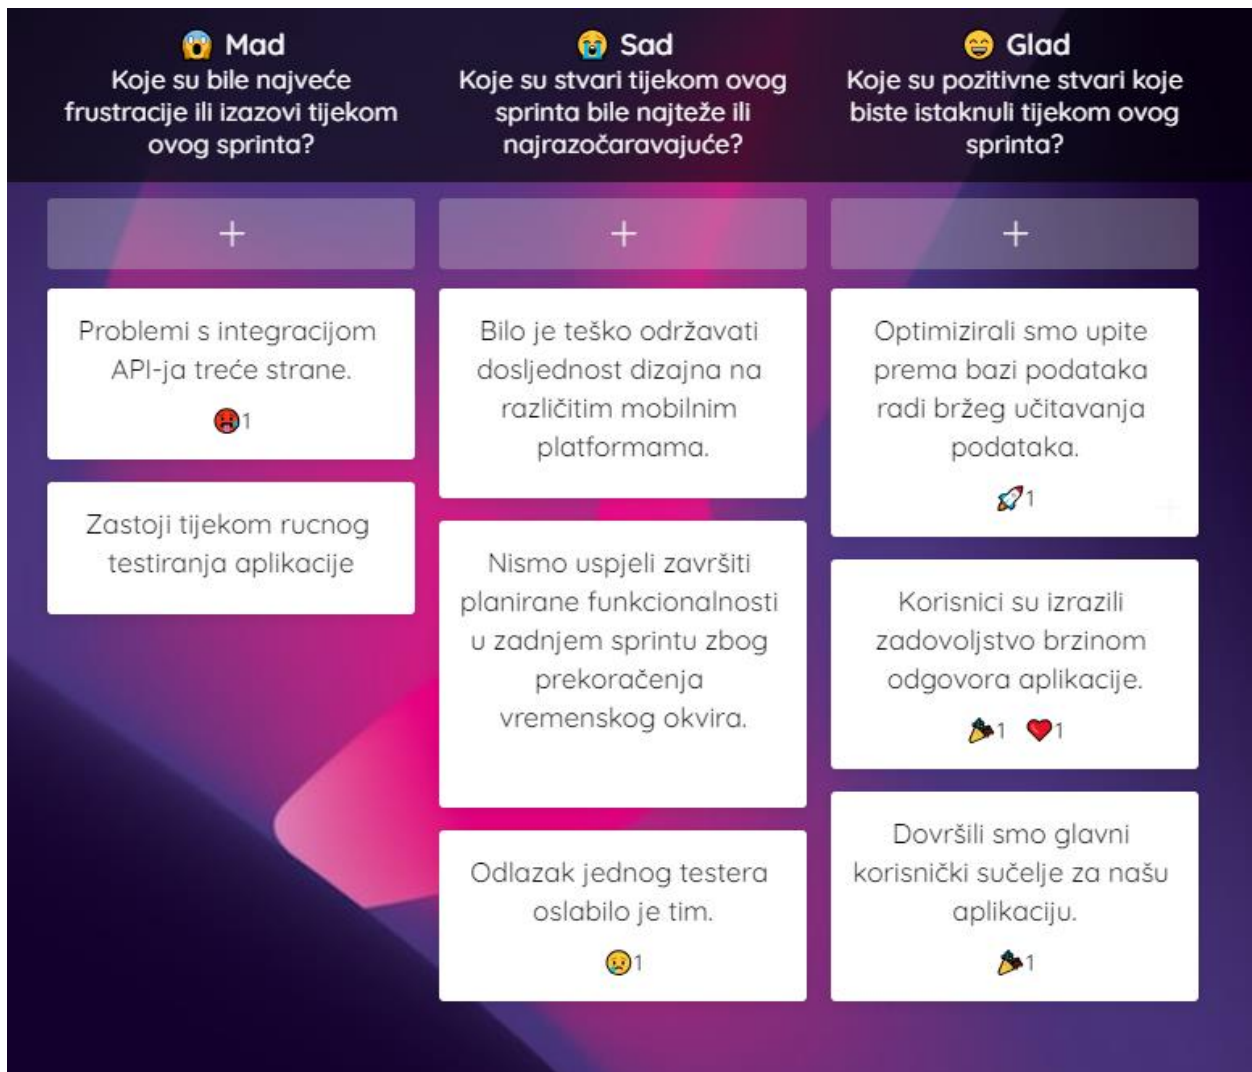 😱 Mad
Koje su bile najveće
frustracije ili izazovi tijekom
ovog sprinta?
+
Problemi s integracijom
API-ja treće strane.
🥵1
Zastoji tijekom rucnog
testiranja aplikacije
😭 Sad
Koje su stvari tijekom ovog
sprinta bile najteže ili
najrazočaravajuće?
+
Bilo je teško održavati
dosljednost dizajna na
različitim mobilnim
platformama.
Nismo uspjeli završiti
planirane funkcionalnosti
u zadnjem sprintu zbog
prekoračenja
vremenskog okvira.
Odlazak jednog testera
oslabilo je tim.
😢1
😄 Glad
Koje su pozitivne stvari koje
biste istaknuli tijekom ovog
sprinta?
+
Optimizirali smo upite
prema bazi podataka
radi bržeg učitavanja
podataka.
🚀1
Korisnici su izrazili
zadovoljstvo brzinom
odgovora aplikacije.
🎉1 ❤️1
Dovršili smo glavni
korisnički sučelje za našu
aplikaciju.
🎉1